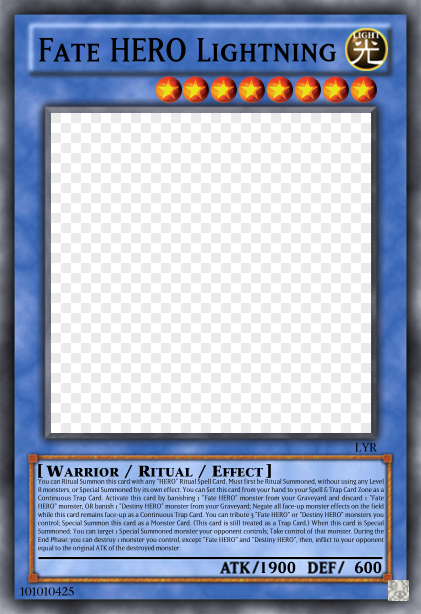 Fate HERO Lightning
LIGHT
光
LYR
[ Warrior / Ritual / Effect ]
You can Ritual Summon this card with any "HERO" Ritual Spell Card. Must first be Ritual Summoned, without using any Level
8 monsters, or Special Summoned by its own effect. You can Set this card from your hand to your Spell & Trap Card Zone as a
Continuous Trap Card. Activate this card by banishing 1 "Fate HERO" monster from your Graveyard and discard 1 "Fate
HERO" monster, OR banish 1 "Destiny HERO" monster from your Graveyard; Negate all face-up monster effects on the field
while this card remains face-up as a Continuous Trap Card. You can tribute 3 "Fate HERO" or "Destiny HERO" monsters you
control; Special Summon this card as a Monster Card. (This card is still treated as a Trap Card.) When this card is Special
Summoned: You can target 1 Special Summoned monster your opponent controls; Take control of that monster. During the
End Phase: you can destroy 1 monster you control, except "Fate HERO" and "Destiny HERO", then, inflict to your opponent
equal to the original ATK of the destroyed monster.
ATK/1900 DEF/ 600
101010425